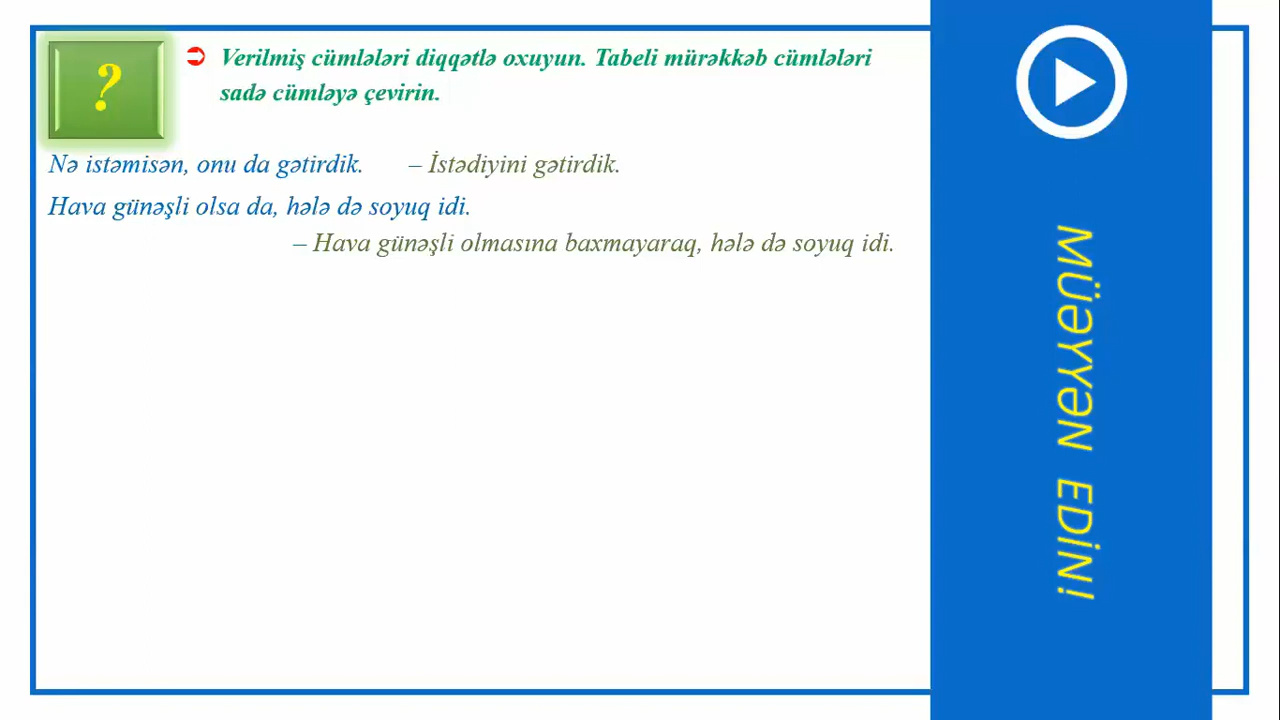 ?
➲ Verilmiş cümlələri diqqətlə oxuyun. Tabeli mürəkkəb cümlələri
sadə cümləyə çevirin.
Nə istəmisən, onu da gətirdik. – İstədiyini gətirdik.
Hava günəşli olsa da, hələ də soyuq idi.
– Hava günəşli olmasına baxmayaraq, hələ də soyuq idi.
MÜƏYYƏN EDİN!